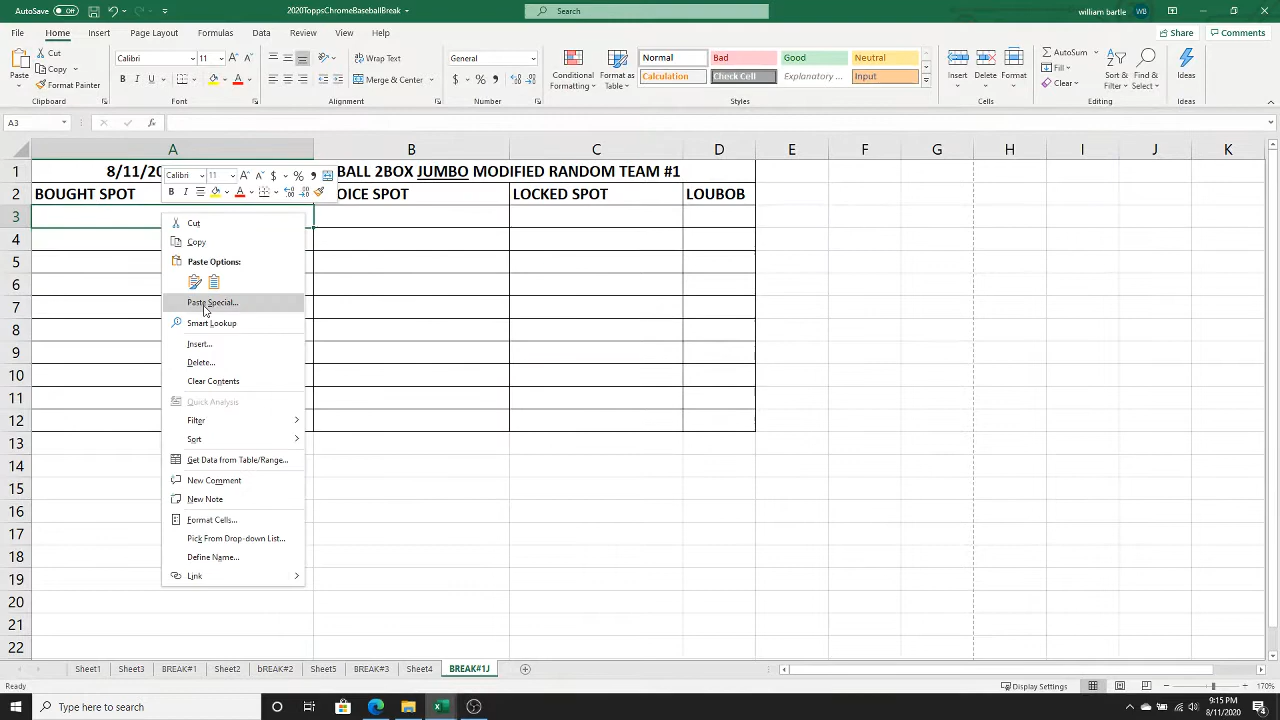 AutoSave Off 2020ToppsChromeBaseballBreak Search william bartle WB
File Home Insert Page Layout Formulas Data Review View Help Share Comments
Paste Cut Copy Format Painter Clipboard
Calibri 11 A A B I U A Font
Wrap Text Merge & Center Alignment
General $ % , Number
Conditional Formatting Format as Table
Normal Bad Good Neutral
Calculation Check Cell Explanatory ... Input
Styles
Insert Delete Format Cells
AutoSum Fill Clear Sort & Filter Find & Select Editing
Ideas Ideas
A3 fx
A B C D E F G H I J K
1 8/11/20 BALL 2BOX JUMBO MODIFIED RANDOM TEAM #1
Calibri 11 A A $ % ,
B I A
2 BOUGHT SPOT OICE SPOT LOCKED SPOT LOUBOB
3
4
5
6
7
8
9
10
11
12
13
14
15
16
17
18
19
20
21
22
Cut
Copy
Paste Options:
Paste Special...
Smart Lookup
Insert...
Delete...
Clear Contents
Quick Analysis
Filter
Sort
Get Data from Table/Range...
New Comment
New Note
Format Cells...
Pick From Drop-down List...
Define Name...
Link
Sheet1 Sheet3 BREAK#1 Sheet2 bREAK#2 Sheet5 BREAK#3 Sheet4 BREAK#1J
Ready Display Settings 170%
Type here to search 9:15 PM
8/11/2020